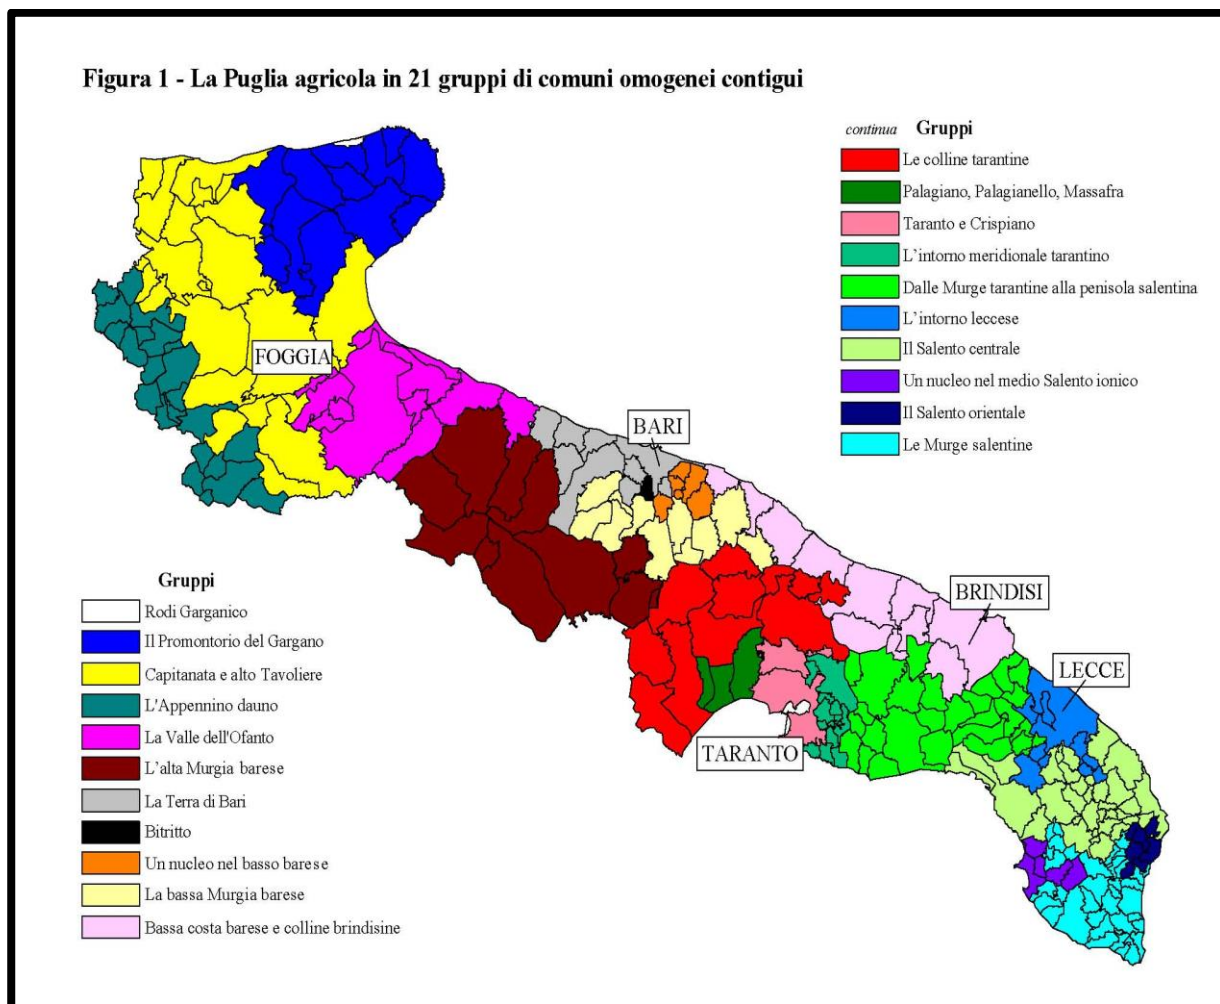 Figura 1 - La Puglia agricola in 21 gruppi di comuni omogenei contigui
continua Gruppi
Le colline tarantine
Palagiano, Palagianello, Massafra
Taranto e Crispiano
L'intorno meridionale tarantino
Dalle Murge tarantine alla penisola salentina
L'intorno leccese
Il Salento centrale
Un nucleo nel medio Salento ionico
Il Salento orientale
Le Murge salentine
FOGGIA
BARI
BRINDISI
LECCE
TARANTO
Gruppi
Rodi Garganico
Il Promontorio del Gargano
Capitanata e alto Tavoliere
L'Appennino dauno
La Valle dell'Ofanto
L'alta Murgia barese
La Terra di Bari
Bitritto
Un nucleo nel basso barese
La bassa Murgia barese
Bassa costa barese e colline brindisine